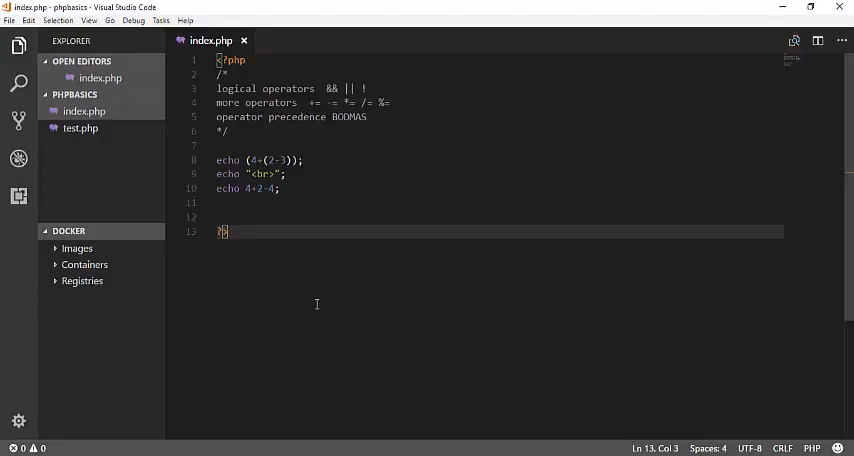 index.php - phpbasics - Visual Studio Code
File Edit Selection View Go Debug Tasks Help
EXPLORER
OPEN EDITORS
index.php
PHPBASICS
index.php
test.php
DOCKER
Images
Containers
Registries
index.php
1 <?php
2 /*
3 logical operators && || !
4 more operators += -= *= /= %=
5 operator precedence BODMAS
6 */
7
8 echo (4+(2-3));
9 echo "<br>";
10 echo 4+2-4;
11
12
13 ?>
0 0 Ln 13, Col 3 Spaces: 4 UTF-8 CRLF PHP